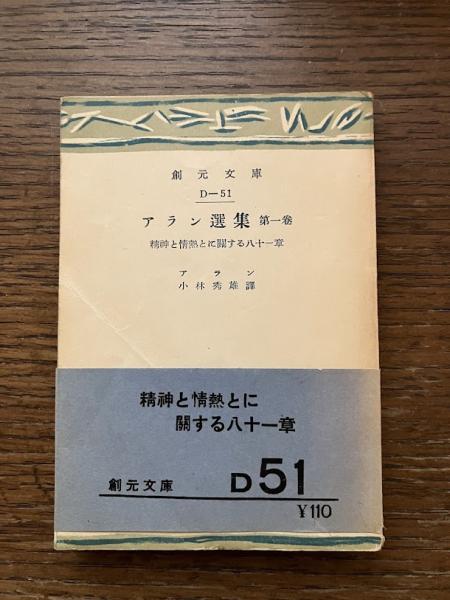 創元文庫
D—51
アラン選集 第一巻
精神と情熱とに關する八十一章
アラン
小林秀雄譯
精神と情熱とに
關する八十一章
創元文庫 D51
¥110